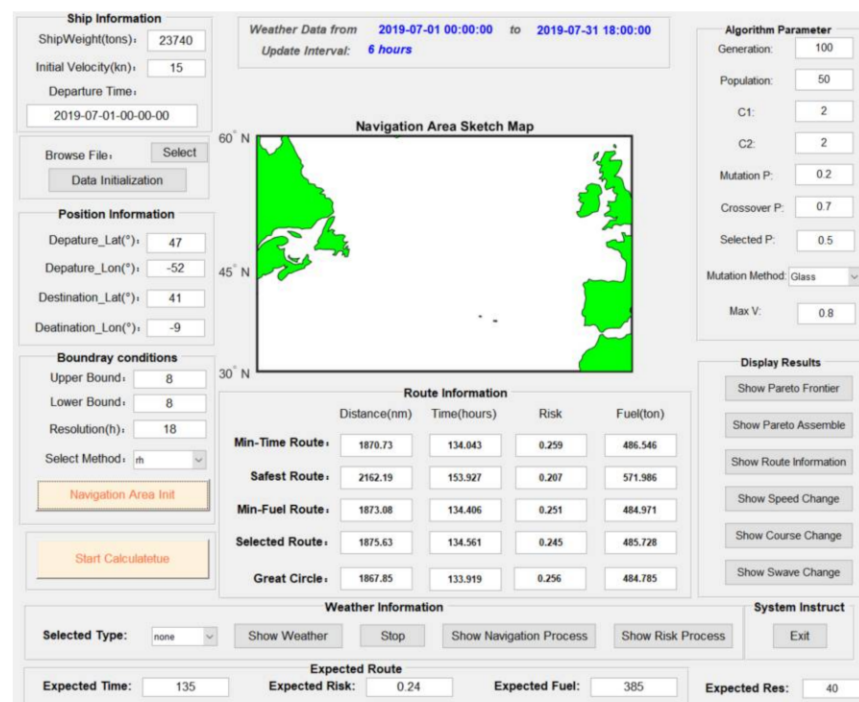 Ship Information
ShipWeight(tons): 23740
Initial Velocity(kn): 15
Departure Time:
2019-07-01-00-00-00
Browse File: Select
Data Initialization
Position Information
Depature_Lat(°): 47
Depature_Lon(°): -52
Destination_Lat(°): 41
Deatination_Lon(°): -9
Boundray conditions
Upper Bound: 8
Lower Bound: 8
Resolution(h): 18
Select Method: rh
Navigation Area Init
Start Calculatetue
Weather Data from 2019-07-01 00:00:00 to 2019-07-31 18:00:00
Update Interval: 6 hours
Navigation Area Sketch Map
60° N
45° N
30° N
Route Information
Distance(nm) Time(hours) Risk Fuel(ton)
Min-Time Route: 1870.73 134.043 0.259 486.546
Safest Route: 2162.19 153.927 0.207 571.986
Min-Fuel Route: 1873.08 134.406 0.251 484.971
Selected Route: 1875.63 134.561 0.245 485.728
Great Circle: 1867.85 133.919 0.256 484.785
Algorithm Parameter
Generation: 100
Population: 50
C1: 2
C2: 2
Mutation P: 0.2
Crossover P: 0.7
Selected P: 0.5
Mutation Method: Glass
Max V: 0.8
Display Results
Show Pareto Frontier
Show Pareto Assemble
Show Route Information
Show Speed Change
Show Course Change
Show Swave Change
Weather Information
Selected Type: none Show Weather Stop Show Navigation Process Show Risk Process
System Instruct
Exit
Expected Route
Expected Time: 135 Expected Risk: 0.24 Expected Fuel: 385 Expected Res: 40